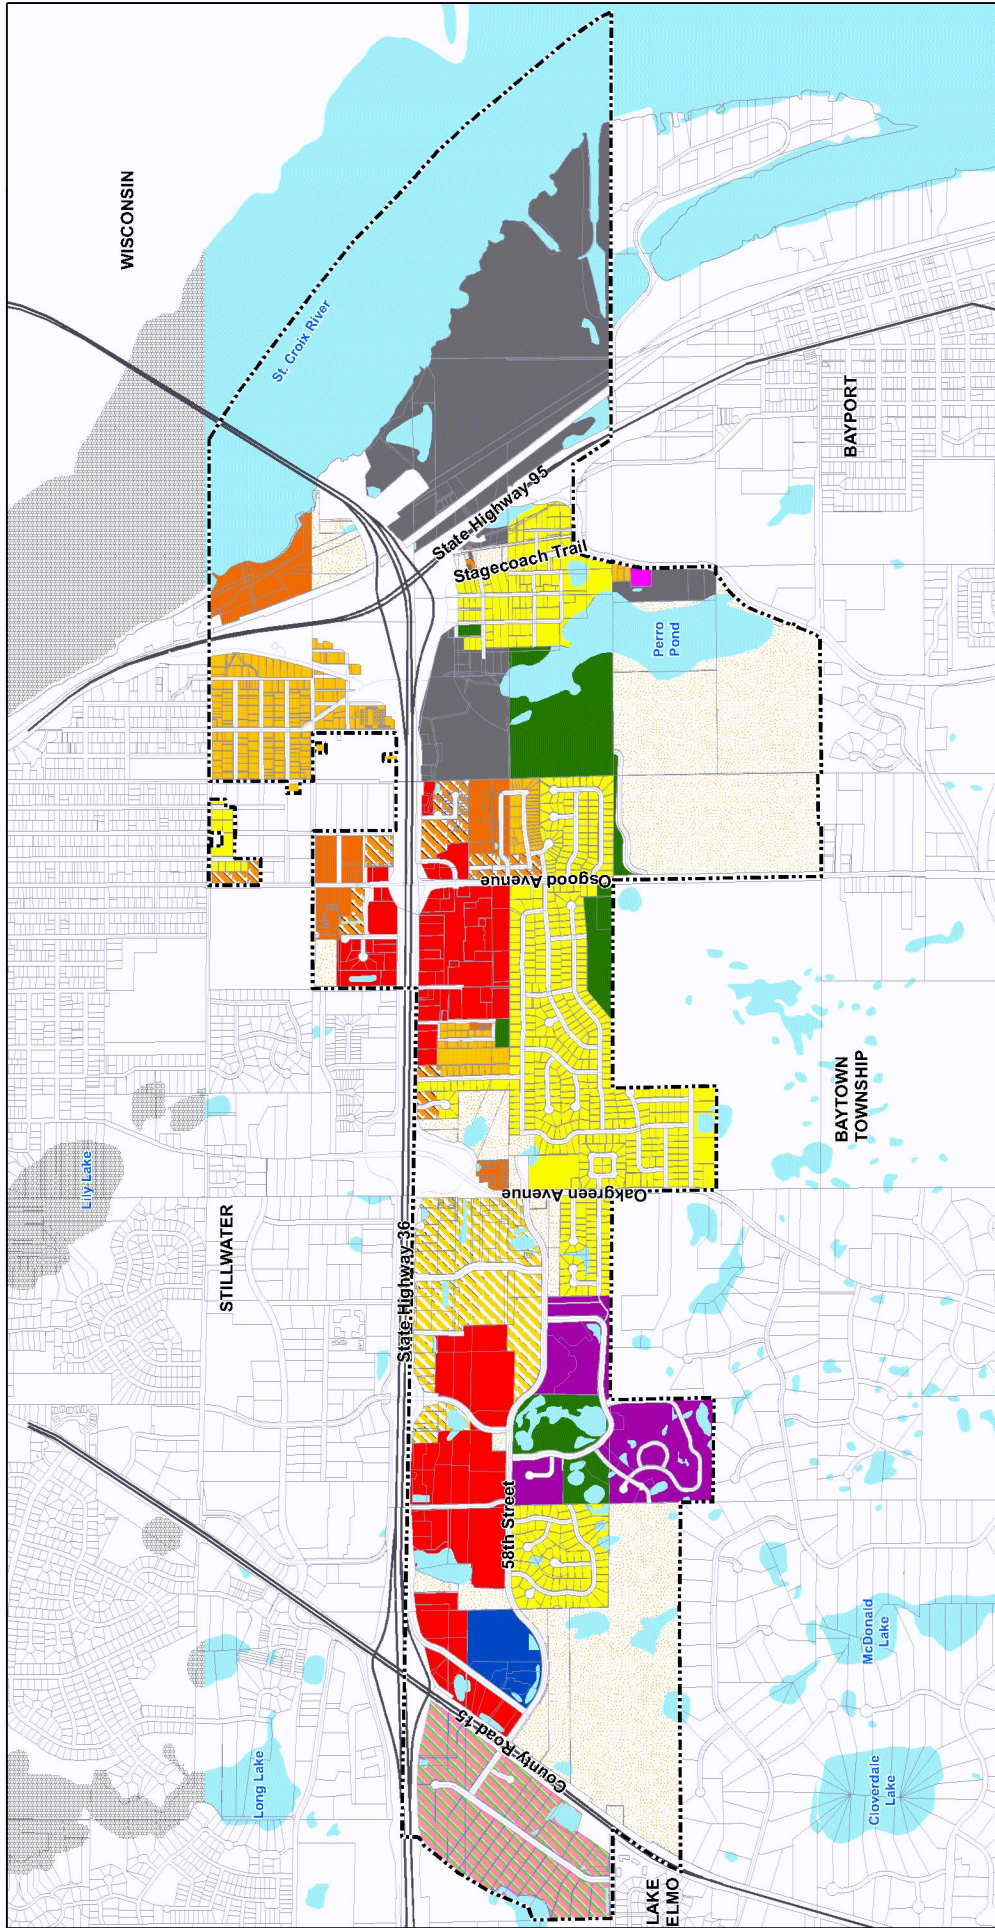 WISCONSIN
St. Croix River
State Highway 95
Stagecoach Trail
BAYPORT
Perro
Pond
Osgood Avenue
Lily Lake
STILLWATER
State Highway 36
Oakgreen Avenue
BAYTOWN
TOWNSHIP
58th Street
County Road 15
Long Lake
McDonald
Lake
Cloverdale
Lake
LAKE
ELMO